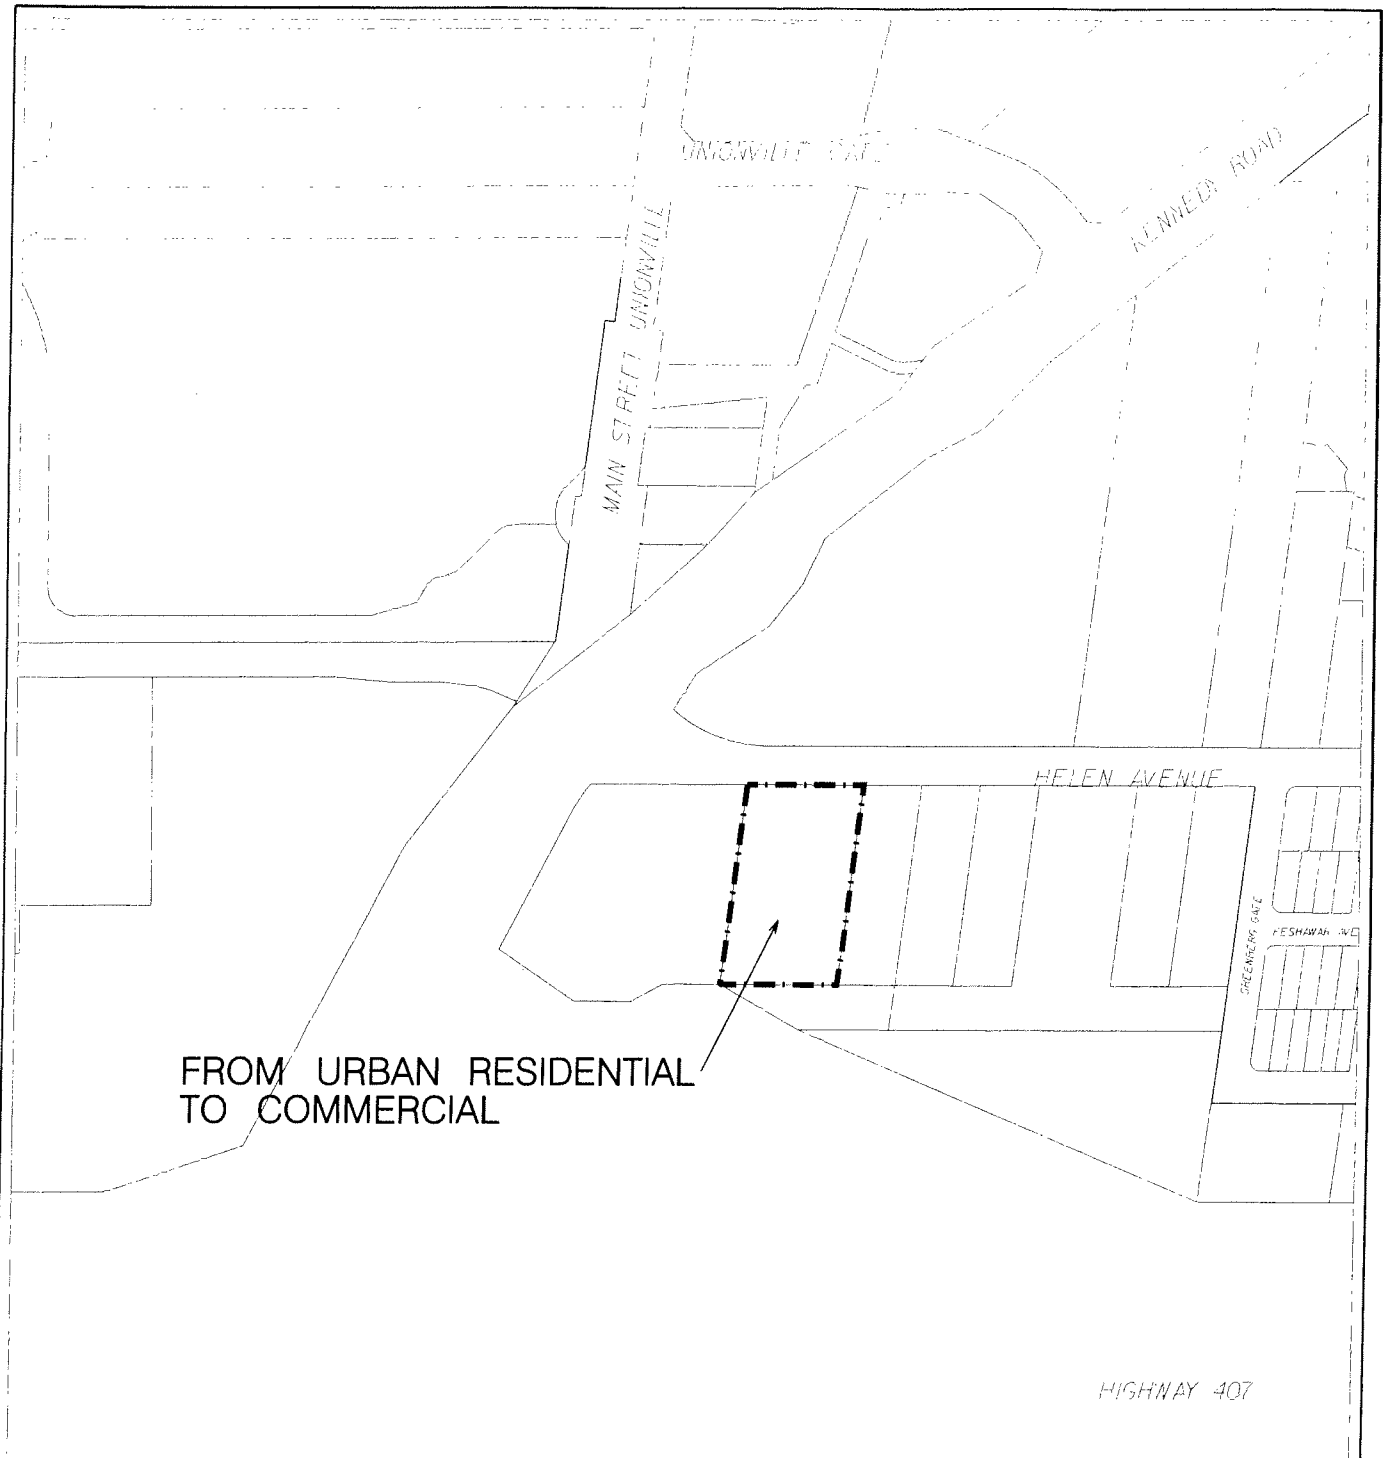 UNIONVILLE GATE
KENNEDY ROAD
MAIN STREET UNIONVILLE
HELEN AVENUE
GREENBERG GATE
PESHAWAR AVE
FROM URBAN RESIDENTIAL
TO COMMERCIAL
HIGHWAY 407